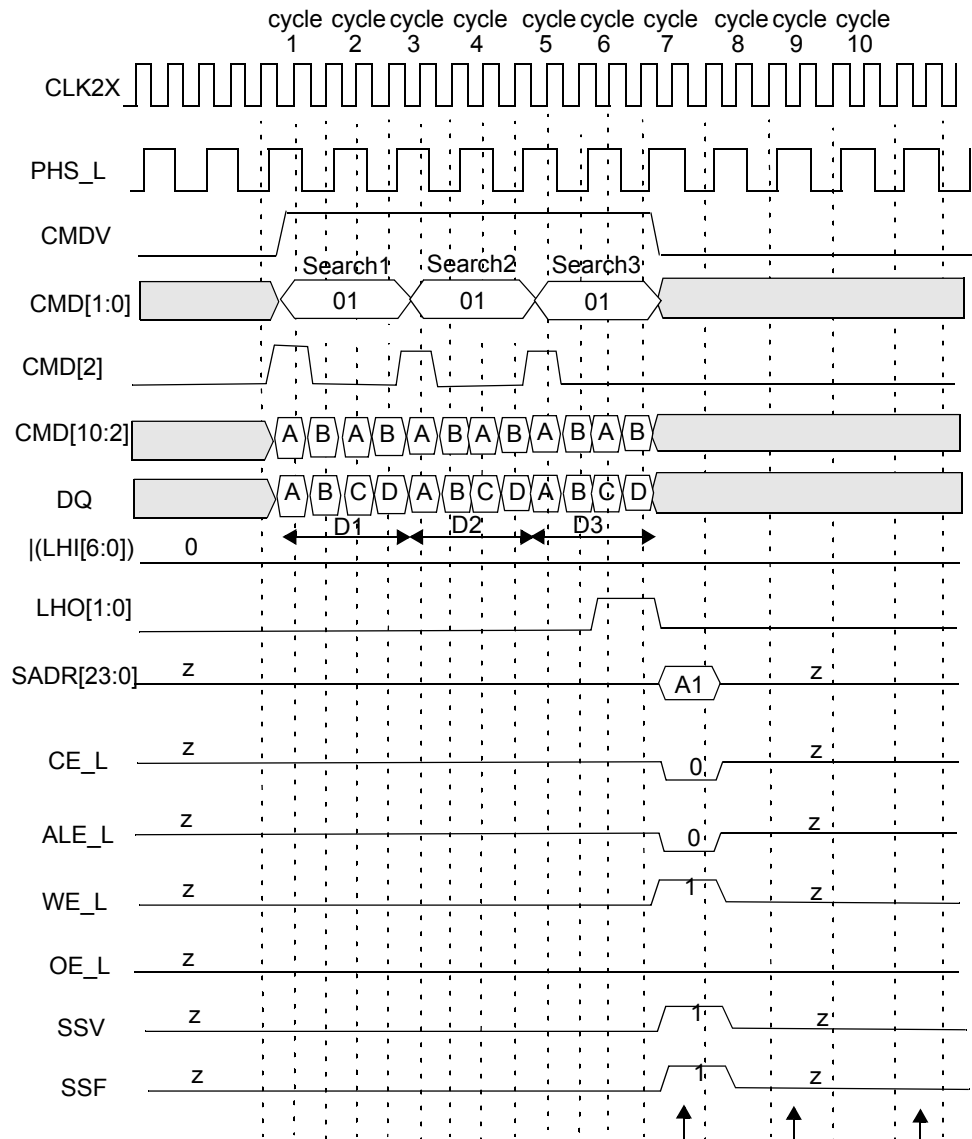 cycle cycle cycle cycle cycle cycle cycle cycle cycle cycle
1 2 3 4 5 6 7 8 9 10
CLK2X
PHS_L
CMDV
Search1 Search2 Search3
CMD[1:0] 01 01 01
CMD[2]
CMD[10:2] A B A B A B A B A B A B
DQ A B C D A B C D A B C D
D1 D2 D3
|(LHI[6:0]) 0
LHO[1:0]
SADR[23:0] z A1 z
CE_L z 0 z
ALE_L z 0 z
WE_L z 1 z
OE_L z
SSV z 1 z
SSF z 1 z